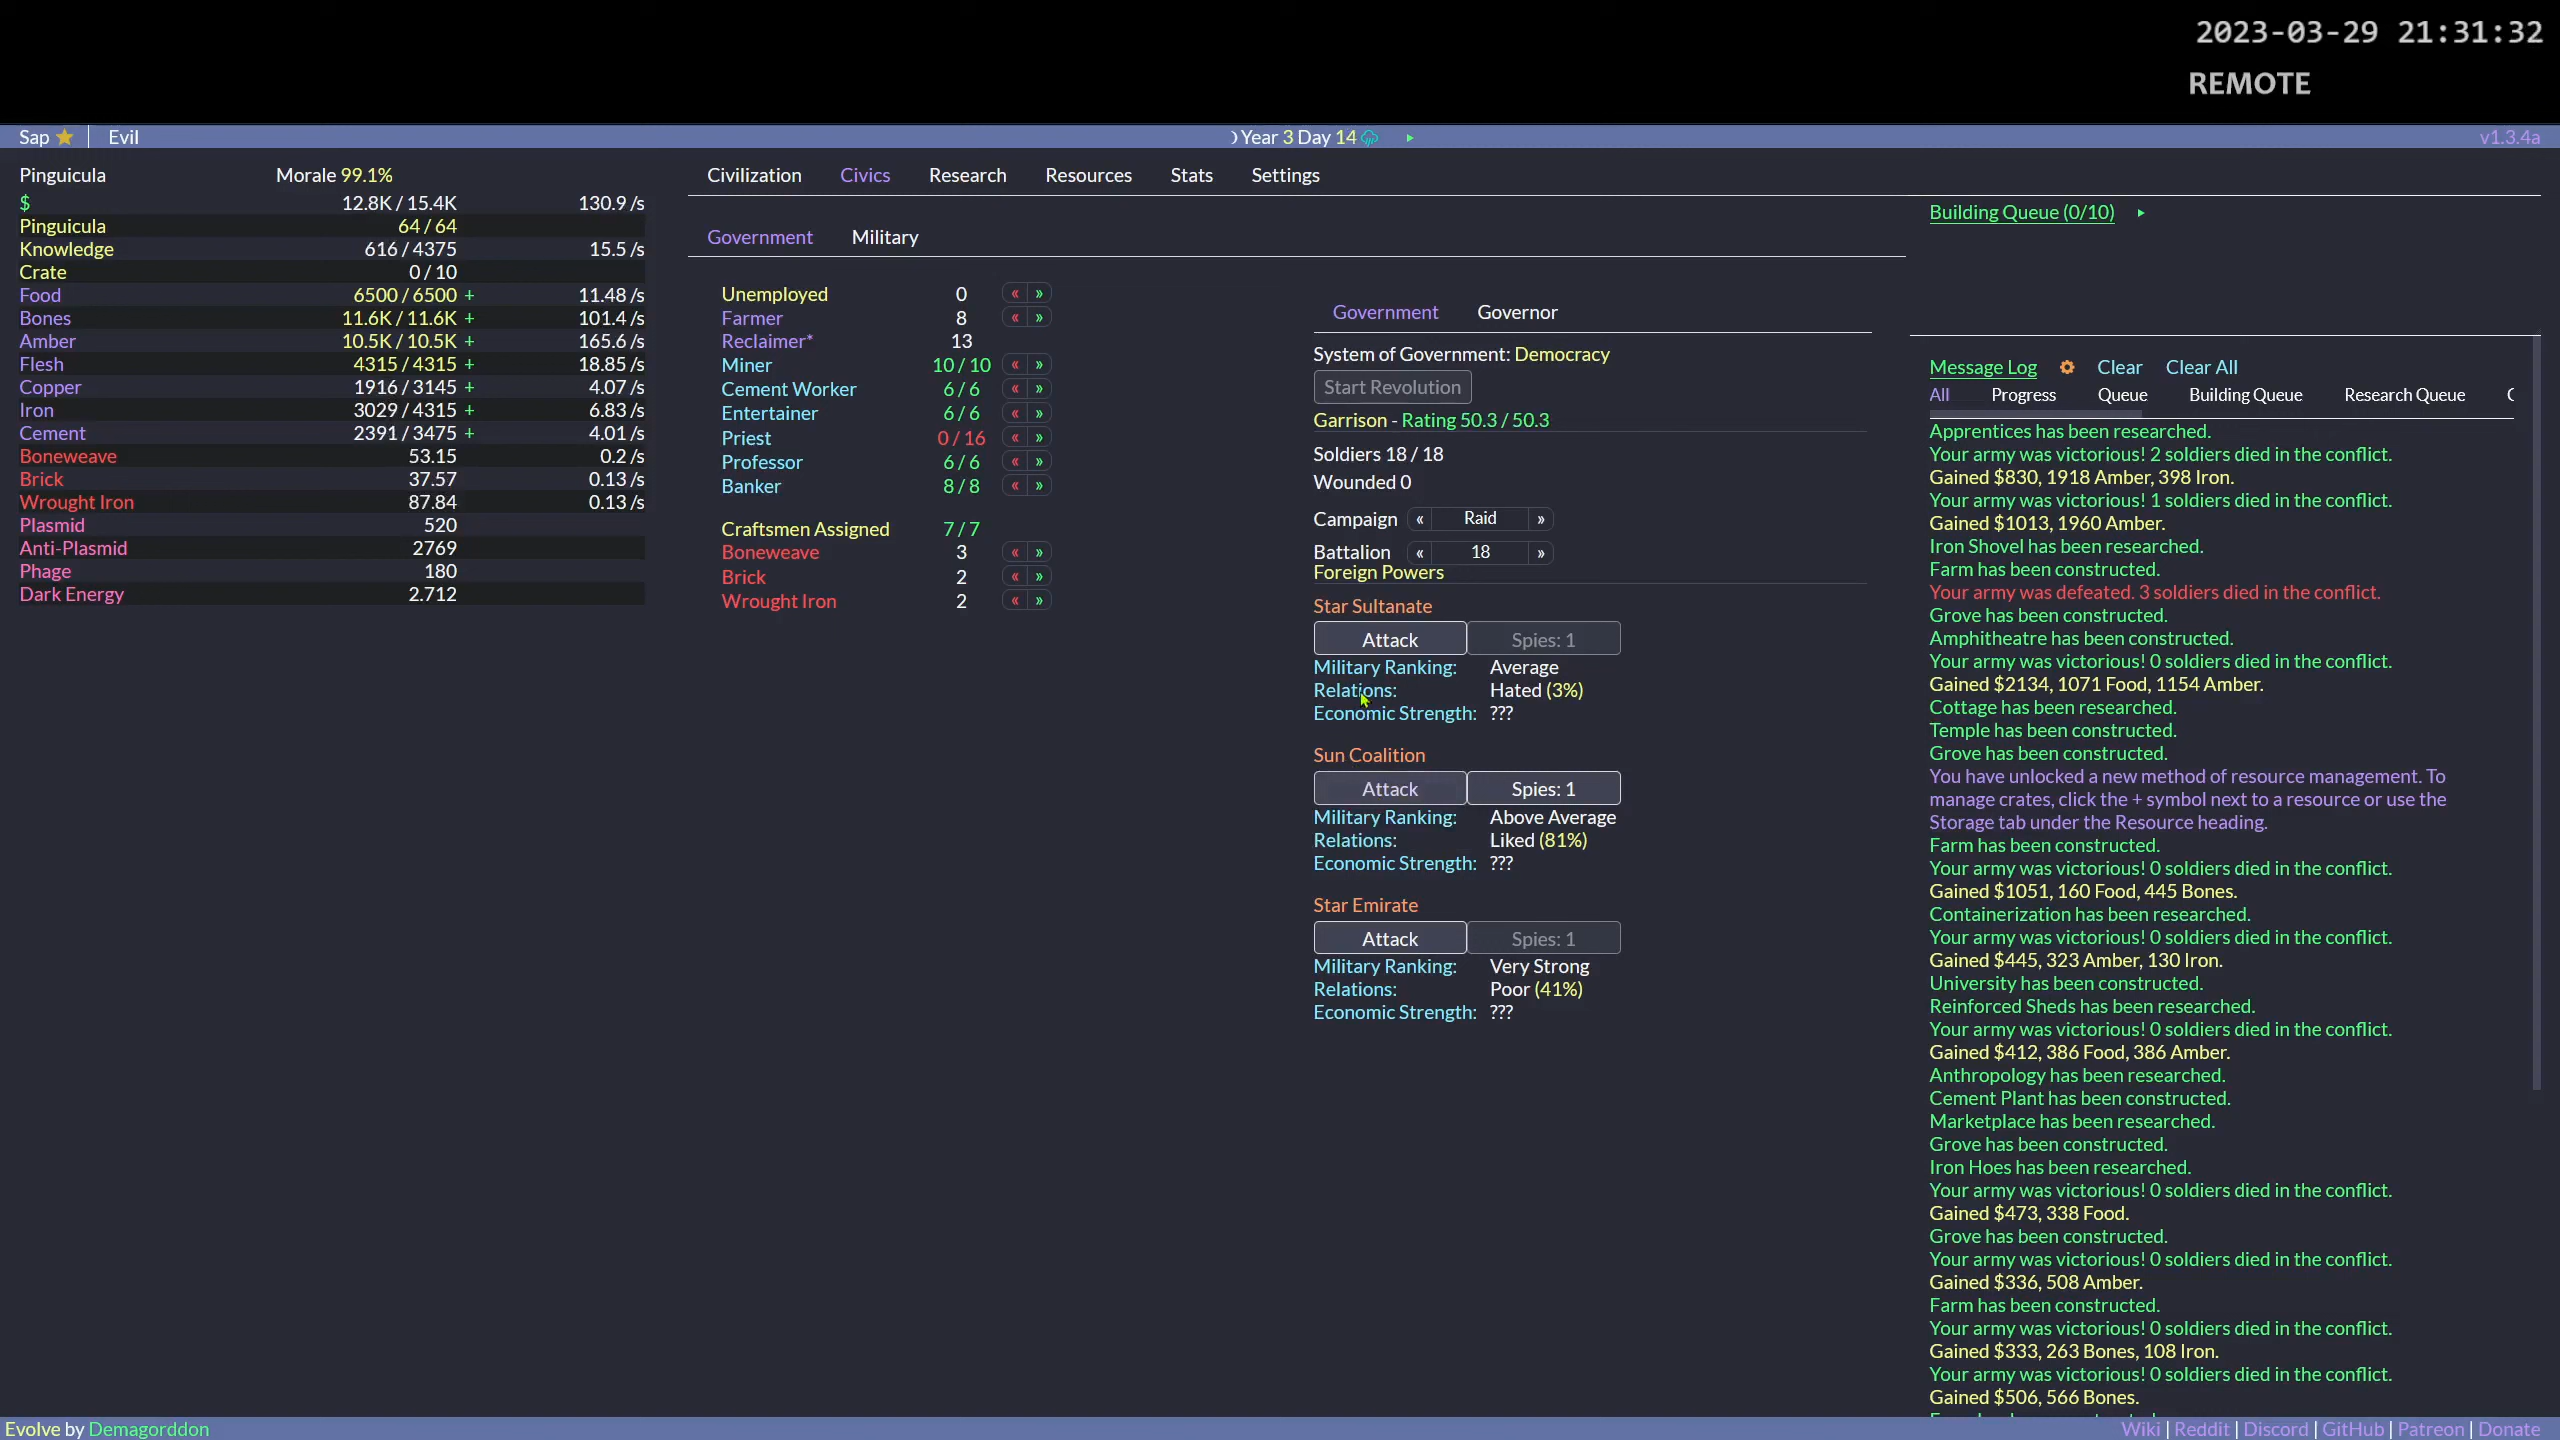 2023-03-29 21:31:32
REMOTE
Sap Evil
Year 3 Day 14
v1.3.4a
Pinguicula Morale 99.1%
$ 12.8K / 15.4K 130.9 /s
Pinguicula 64 / 64
Knowledge 616 / 4375 15.5 /s
Crate 0 / 10
Food 6500 / 6500 + 11.48 /s
Bones 11.6K / 11.6K + 101.4 /s
Amber 10.5K / 10.5K + 165.6 /s
Flesh 4315 / 4315 + 18.85 /s
Copper 1916 / 3145 + 4.07 /s
Iron 3029 / 4315 + 6.83 /s
Cement 2391 / 3475 + 4.01 /s
Boneweave 53.15 0.2 /s
Brick 37.57 0.13 /s
Wrought Iron 87.84 0.13 /s
Plasmid 520
Anti-Plasmid 2769
Phage 180
Dark Energy 2.712
Civilization Civics Research Resources Stats Settings
Government Military
Unemployed 0 « »
Farmer 8 « »
Reclaimer* 13
Miner 10 / 10 « »
Cement Worker 6 / 6 « »
Entertainer 6 / 6 « »
Priest 0 / 16 « »
Professor 6 / 6 « »
Banker 8 / 8 « »
Craftsmen Assigned 7 / 7
Boneweave 3 « »
Brick 2 « »
Wrought Iron 2 « »
Government Governor
System of Government: Democracy
Start Revolution
Garrison - Rating 50.3 / 50.3
Soldiers 18 / 18
Wounded 0
Campaign « Raid »
Battalion « 18 »
Foreign Powers
Star Sultanate
Attack Spies: 1
Military Ranking: Average
Relations: Hated (3%)
Economic Strength: ???
Sun Coalition
Attack Spies: 1
Military Ranking: Above Average
Relations: Liked (81%)
Economic Strength: ???
Star Emirate
Attack Spies: 1
Military Ranking: Very Strong
Relations: Poor (41%)
Economic Strength: ???
Building Queue (0/10)
Message Log Clear Clear All
All Progress Queue Building Queue Research Queue
Apprentices has been researched.
Your army was victorious! 2 soldiers died in the conflict.
Gained $830, 1918 Amber, 398 Iron.
Your army was victorious! 1 soldiers died in the conflict.
Gained $1013, 1960 Amber.
Iron Shovel has been researched.
Farm has been constructed.
Your army was defeated. 3 soldiers died in the conflict.
Grove has been constructed.
Amphitheatre has been constructed.
Your army was victorious! 0 soldiers died in the conflict.
Gained $2134, 1071 Food, 1154 Amber.
Cottage has been researched.
Temple has been constructed.
Grove has been constructed.
You have unlocked a new method of resource management. To
manage crates, click the + symbol next to a resource or use the
Storage tab under the Resource heading.
Farm has been constructed.
Your army was victorious! 0 soldiers died in the conflict.
Gained $1051, 160 Food, 445 Bones.
Containerization has been researched.
Your army was victorious! 0 soldiers died in the conflict.
Gained $445, 323 Amber, 130 Iron.
University has been constructed.
Reinforced Sheds has been researched.
Your army was victorious! 0 soldiers died in the conflict.
Gained $412, 386 Food, 386 Amber.
Anthropology has been researched.
Cement Plant has been constructed.
Marketplace has been researched.
Grove has been constructed.
Iron Hoes has been researched.
Your army was victorious! 0 soldiers died in the conflict.
Gained $473, 338 Food.
Grove has been constructed.
Your army was victorious! 0 soldiers died in the conflict.
Gained $336, 508 Amber.
Farm has been constructed.
Your army was victorious! 0 soldiers died in the conflict.
Gained $333, 263 Bones, 108 Iron.
Your army was victorious! 0 soldiers died in the conflict.
Gained $506, 566 Bones.
Evolve by Demagorddon
Wiki | Reddit | Discord | GitHub | Patreon | Donate